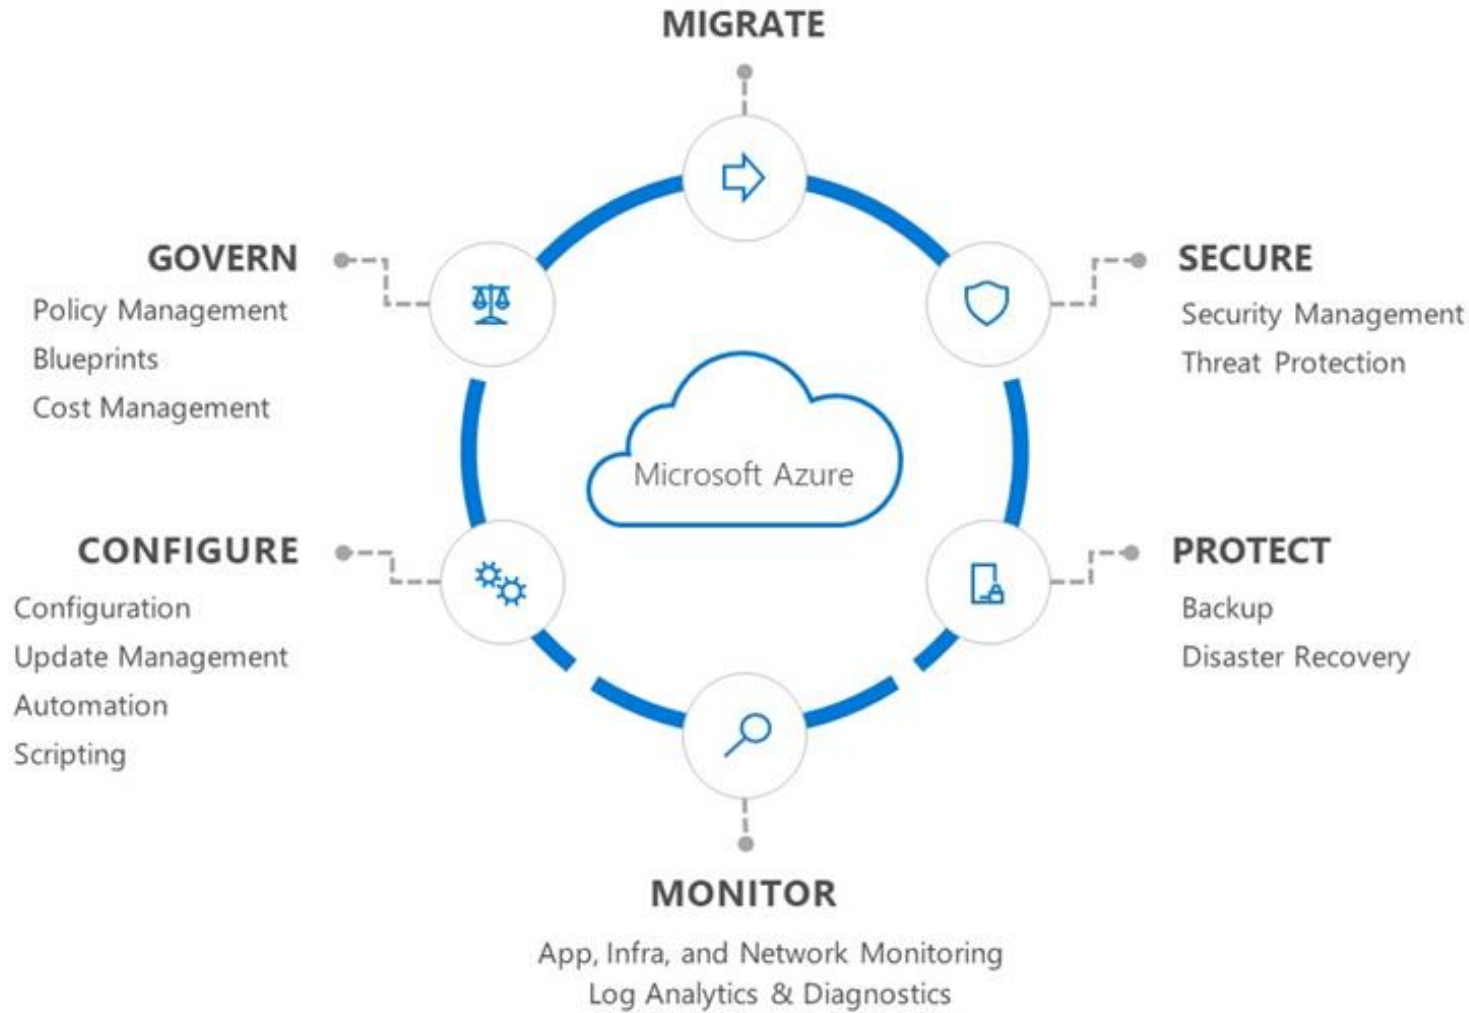 MIGRATE
GOVERN
Policy Management
Blueprints
Cost Management
SECURE
Security Management
Threat Protection
Microsoft Azure
CONFIGURE
Configuration
Update Management
Automation
Scripting
PROTECT
Backup
Disaster Recovery
MONITOR
App, Infra, and Network Monitoring
Log Analytics & Diagnostics